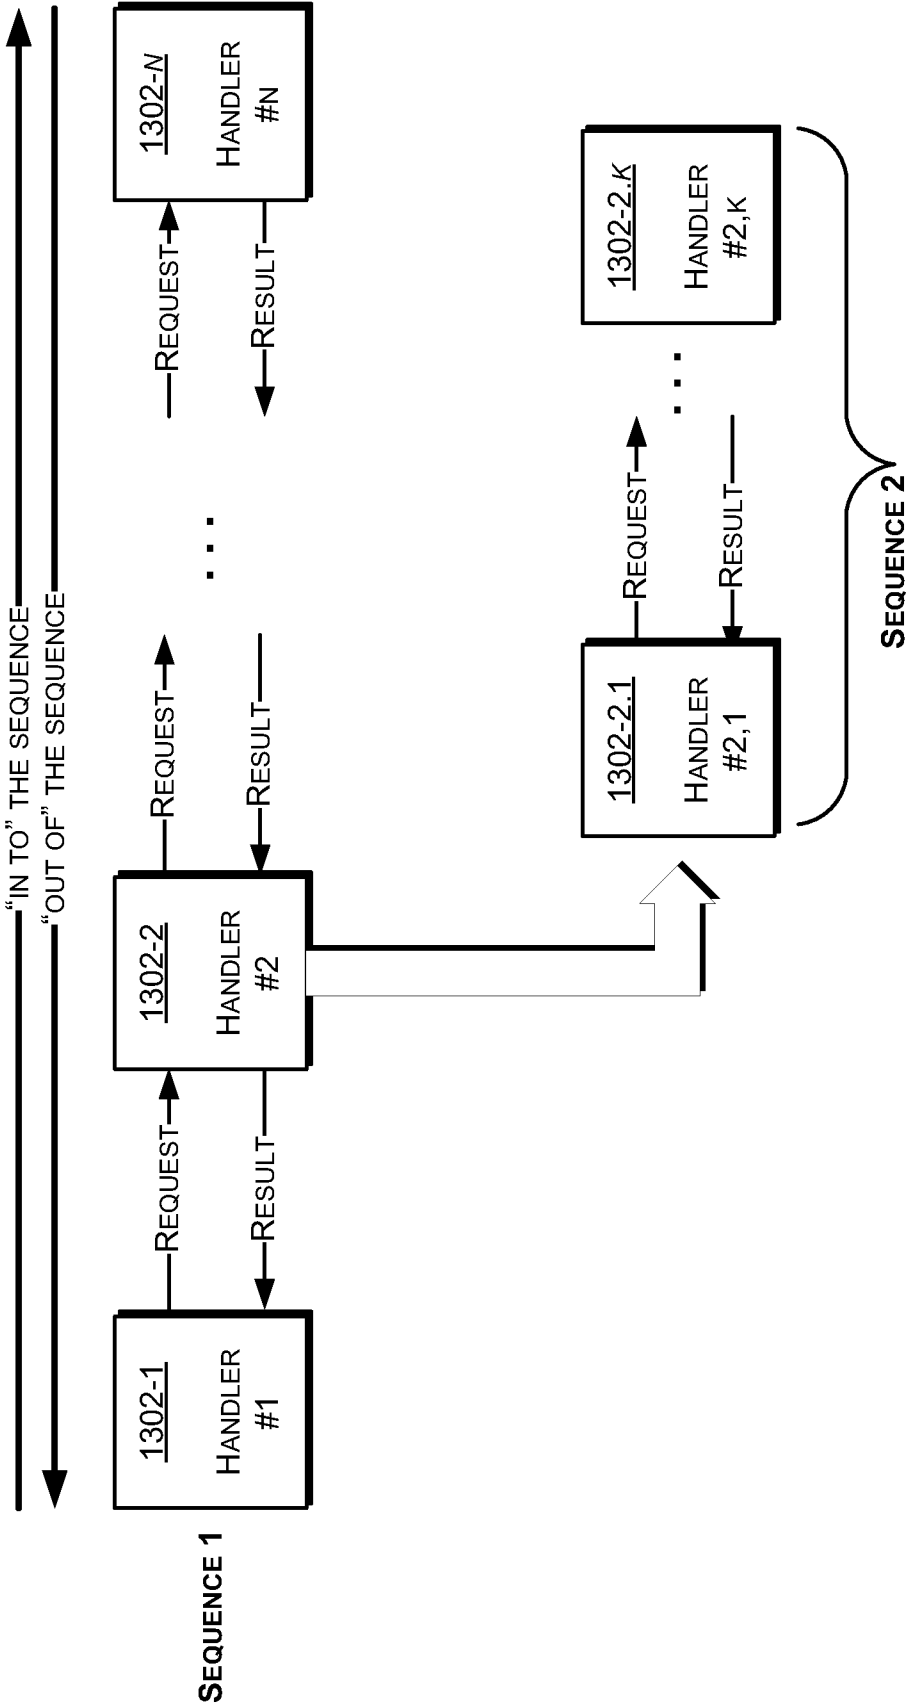 “IN TO” THE SEQUENCE
“OUT OF” THE SEQUENCE
SEQUENCE 1
1302-1
HANDLER
#1
REQUEST
RESULT
1302-2
HANDLER
#2
REQUEST
RESULT
. . .
REQUEST
RESULT
1302-N
HANDLER
#N
1302-2.1
HANDLER
#2,1
REQUEST
RESULT
. . .
1302-2.K
HANDLER
#2,K
SEQUENCE 2